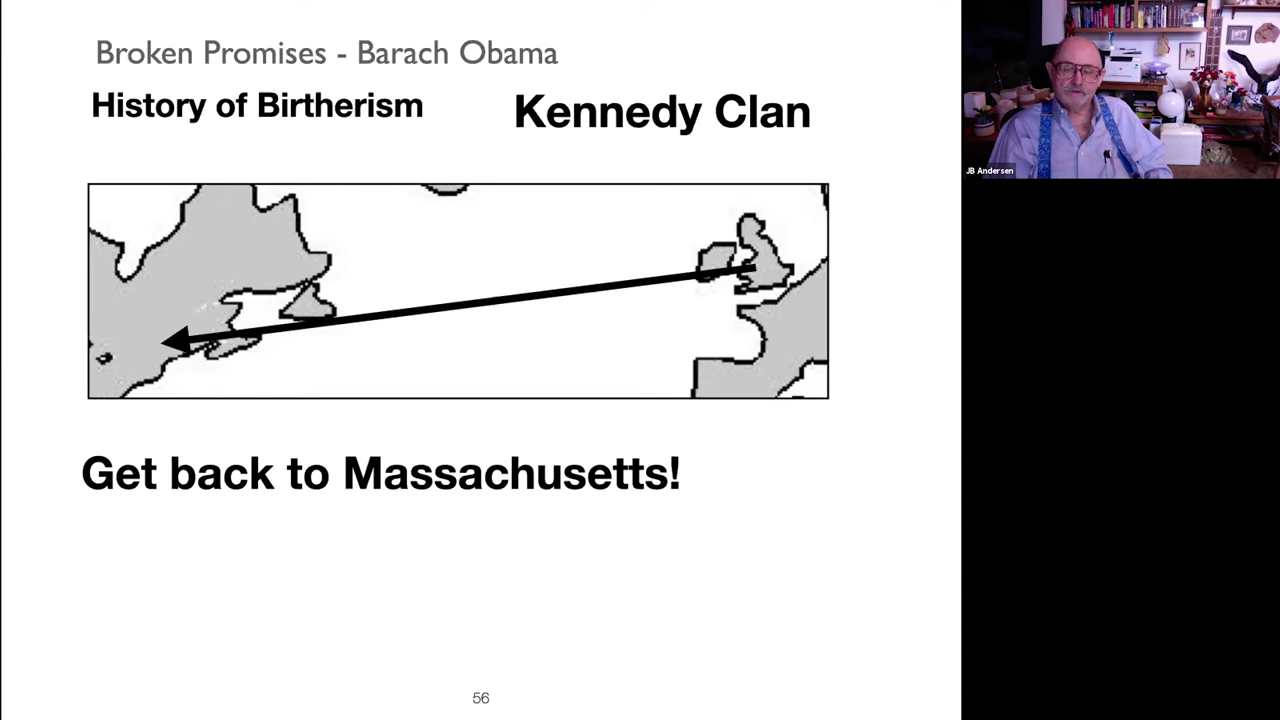 Broken Promises - Barach Obama
History of Birtherism
Kennedy Clan
Get back to Massachusetts!
56
JB Andersen